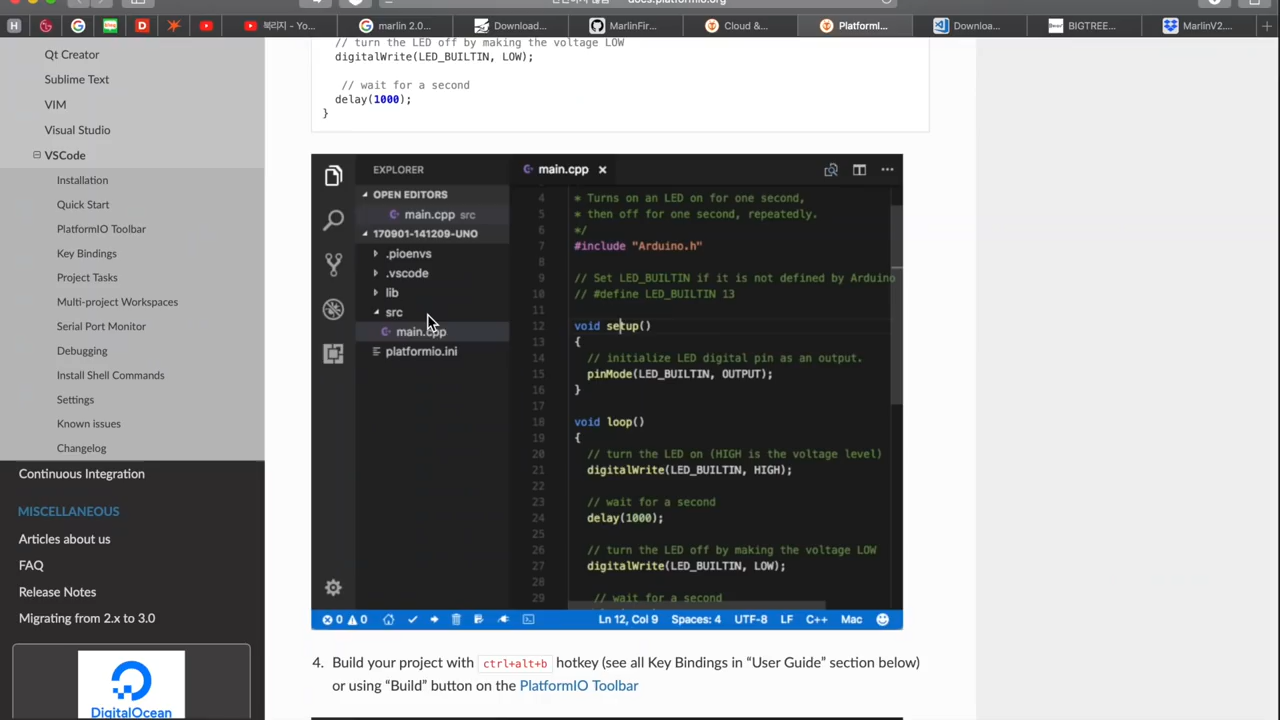 docs.platformio.org
북리지 - Yo...
marlin 2.0...
Download...
MarlinFir...
Cloud &...
PlatformI...
Downloa...
BIGTREE...
MarlinV2...
// turn the LED off by making the voltage LOW
digitalWrite(LED_BUILTIN, LOW);
// wait for a second
delay(1000);
}
Qt Creator
Sublime Text
VIM
Visual Studio
VSCode
Installation
Quick Start
PlatformIO Toolbar
Key Bindings
Project Tasks
Multi-project Workspaces
Serial Port Monitor
Debugging
Install Shell Commands
Settings
Known issues
Changelog
Continuous Integration
MISCELLANEOUS
Articles about us
FAQ
Release Notes
Migrating from 2.x to 3.0
DigitalOcean
EXPLORER
OPEN EDITORS
main.cpp src
170901-141209-UNO
.pioenvs
.vscode
lib
src
main.cpp
platformio.ini
main.cpp
4 * Turns on an LED on for one second,
5 * then off for one second, repeatedly.
6 */
7 #include "Arduino.h"
8
9 // Set LED_BUILTIN if it is not defined by Arduino
10 // #define LED_BUILTIN 13
11
12 void setup()
13 {
14 // initialize LED digital pin as an output.
15 pinMode(LED_BUILTIN, OUTPUT);
16 }
17
18 void loop()
19 {
20 // turn the LED on (HIGH is the voltage level)
21 digitalWrite(LED_BUILTIN, HIGH);
22
23 // wait for a second
24 delay(1000);
25
26 // turn the LED off by making the voltage LOW
27 digitalWrite(LED_BUILTIN, LOW);
28
29 // wait for a second
0 0 Ln 12, Col 9 Spaces: 4 UTF-8 LF C++ Mac
4. Build your project with ctrl+alt+b hotkey (see all Key Bindings in “User Guide” section below)
or using “Build” button on the PlatformIO Toolbar